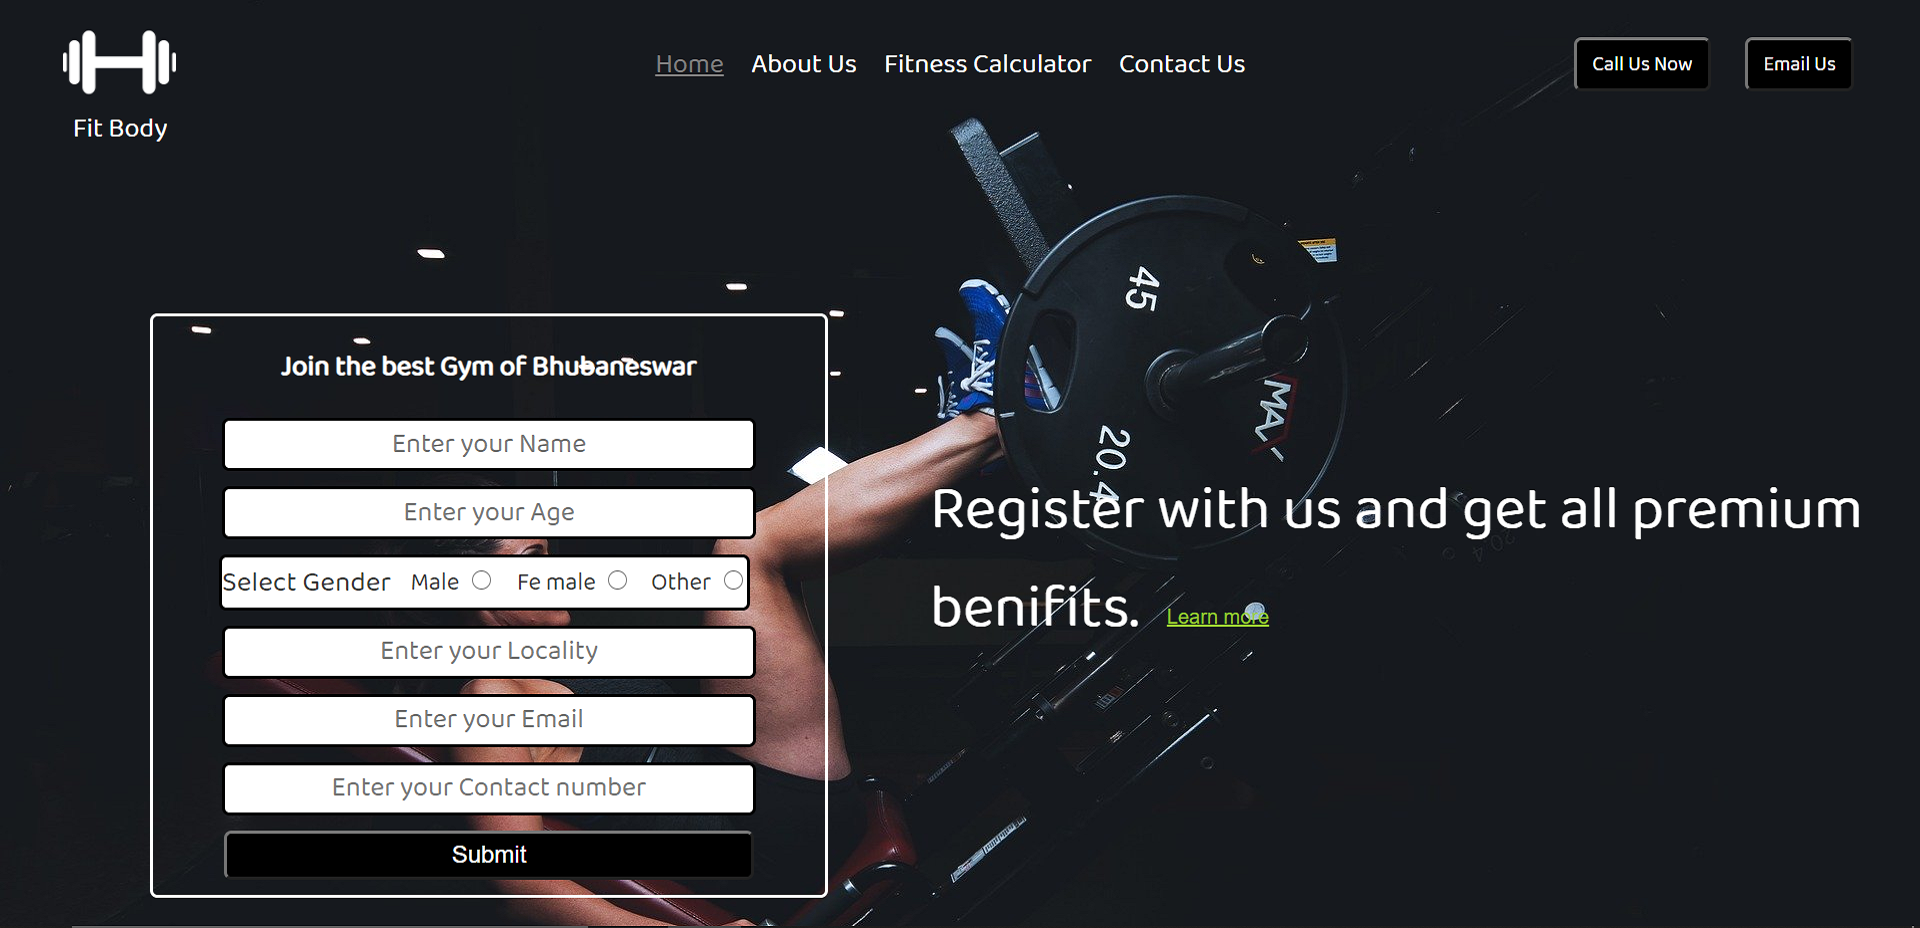 Home About Us Fitness Calculator Contact Us
Call Us Now
Email Us
Fit Body
Join the best Gym of Bhubaneswar
Enter your Name
Enter your Age
Select Gender Male Fe male Other
Enter your Locality
Enter your Email
Enter your Contact number
Submit
45
20.4
MAX
Register with us and get all premium
benifits. Learn more